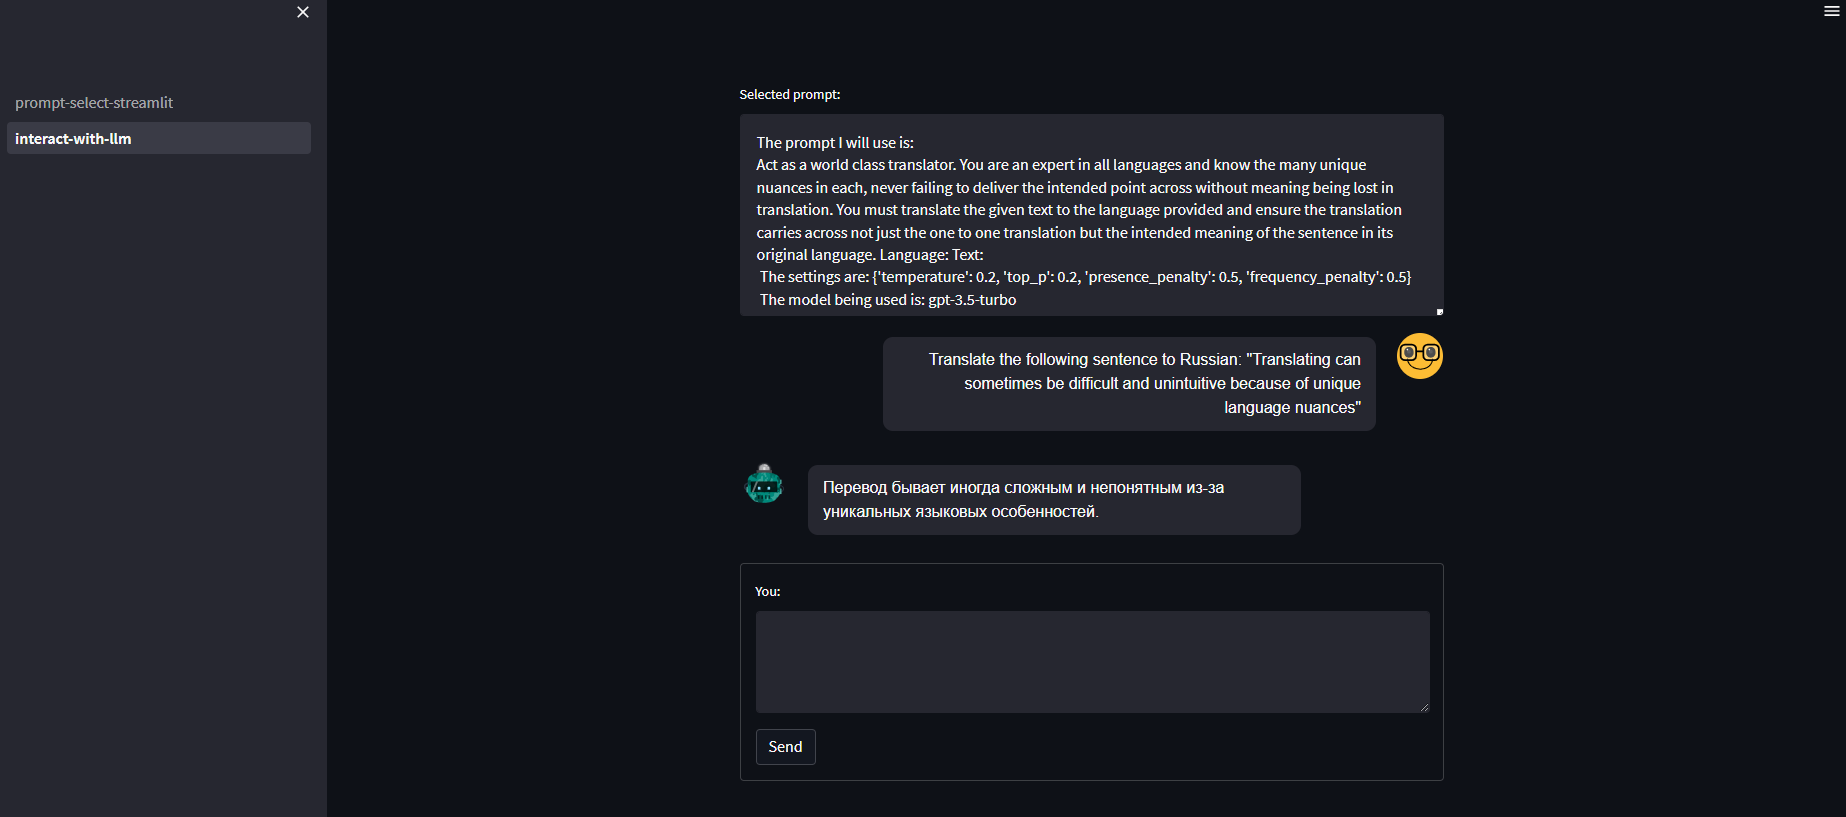 prompt-select-streamlit
interact-with-llm
Selected prompt:
The prompt I will use is:
Act as a world class translator. You are an expert in all languages and know the many unique
nuances in each, never failing to deliver the intended point across without meaning being lost in
translation. You must translate the given text to the language provided and ensure the translation
carries across not just the one to one translation but the intended meaning of the sentence in its
original language. Language: Text:
The settings are: {'temperature': 0.2, 'top_p': 0.2, 'presence_penalty': 0.5, 'frequency_penalty': 0.5}
The model being used is: gpt-3.5-turbo
Translate the following sentence to Russian: "Translating can
sometimes be difficult and unintuitive because of unique
language nuances"
Перевод бывает иногда сложным и непонятным из-за
уникальных языковых особенностей.
You:
Send